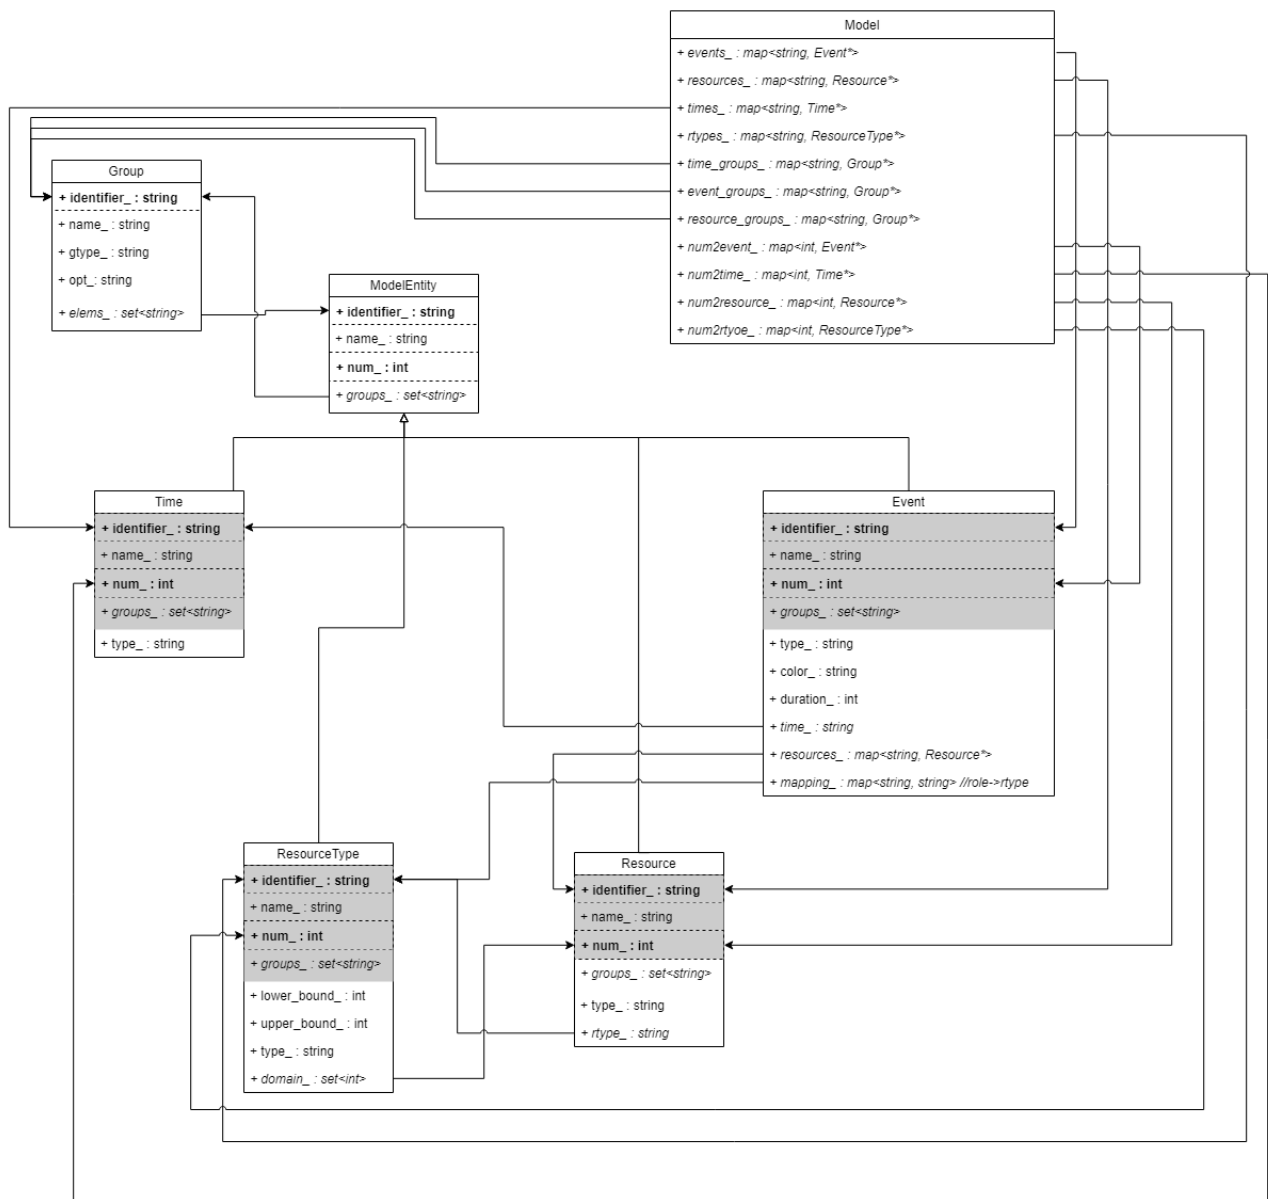 Model
+ events_ : map<string, Event*>
+ resources_ : map<string, Resource*>
+ times_ : map<string, Time*>
+ rtypes_ : map<string, ResourceType*>
+ time_groups_ : map<string, Group*>
+ event_groups_ : map<string, Group*>
+ resource_groups_ : map<string, Group*>
+ num2event_ : map<int, Event*>
+ num2time_ : map<int, Time*>
+ num2resource_ : map<int, Resource*>
+ num2rtyoe_ : map<int, ResourceType*>
Group
+ identifier_ : string
+ name_ : string
+ gtype_ : string
+ opt_: string
+ elems_ : set<string>
ModelEntity
+ identifier_ : string
+ name_ : string
+ num_ : int
+ groups_ : set<string>
Time
+ identifier_ : string
+ name_ : string
+ num_ : int
+ groups_ : set<string>
+ type_ : string
Event
+ identifier_ : string
+ name_ : string
+ num_ : int
+ groups_ : set<string>
+ type_ : string
+ color_ : string
+ duration_ : int
+ time_ : string
+ resources_ : map<string, Resource*>
+ mapping_ : map<string, string> //role->rtype
ResourceType
+ identifier_ : string
+ name_ : string
+ num_ : int
+ groups_ : set<string>
+ lower_bound_ : int
+ upper_bound_ : int
+ type_ : string
+ domain_ : set<int>
Resource
+ identifier_ : string
+ name_ : string
+ num_ : int
+ groups_ : set<string>
+ type_ : string
+ rtype_ : string